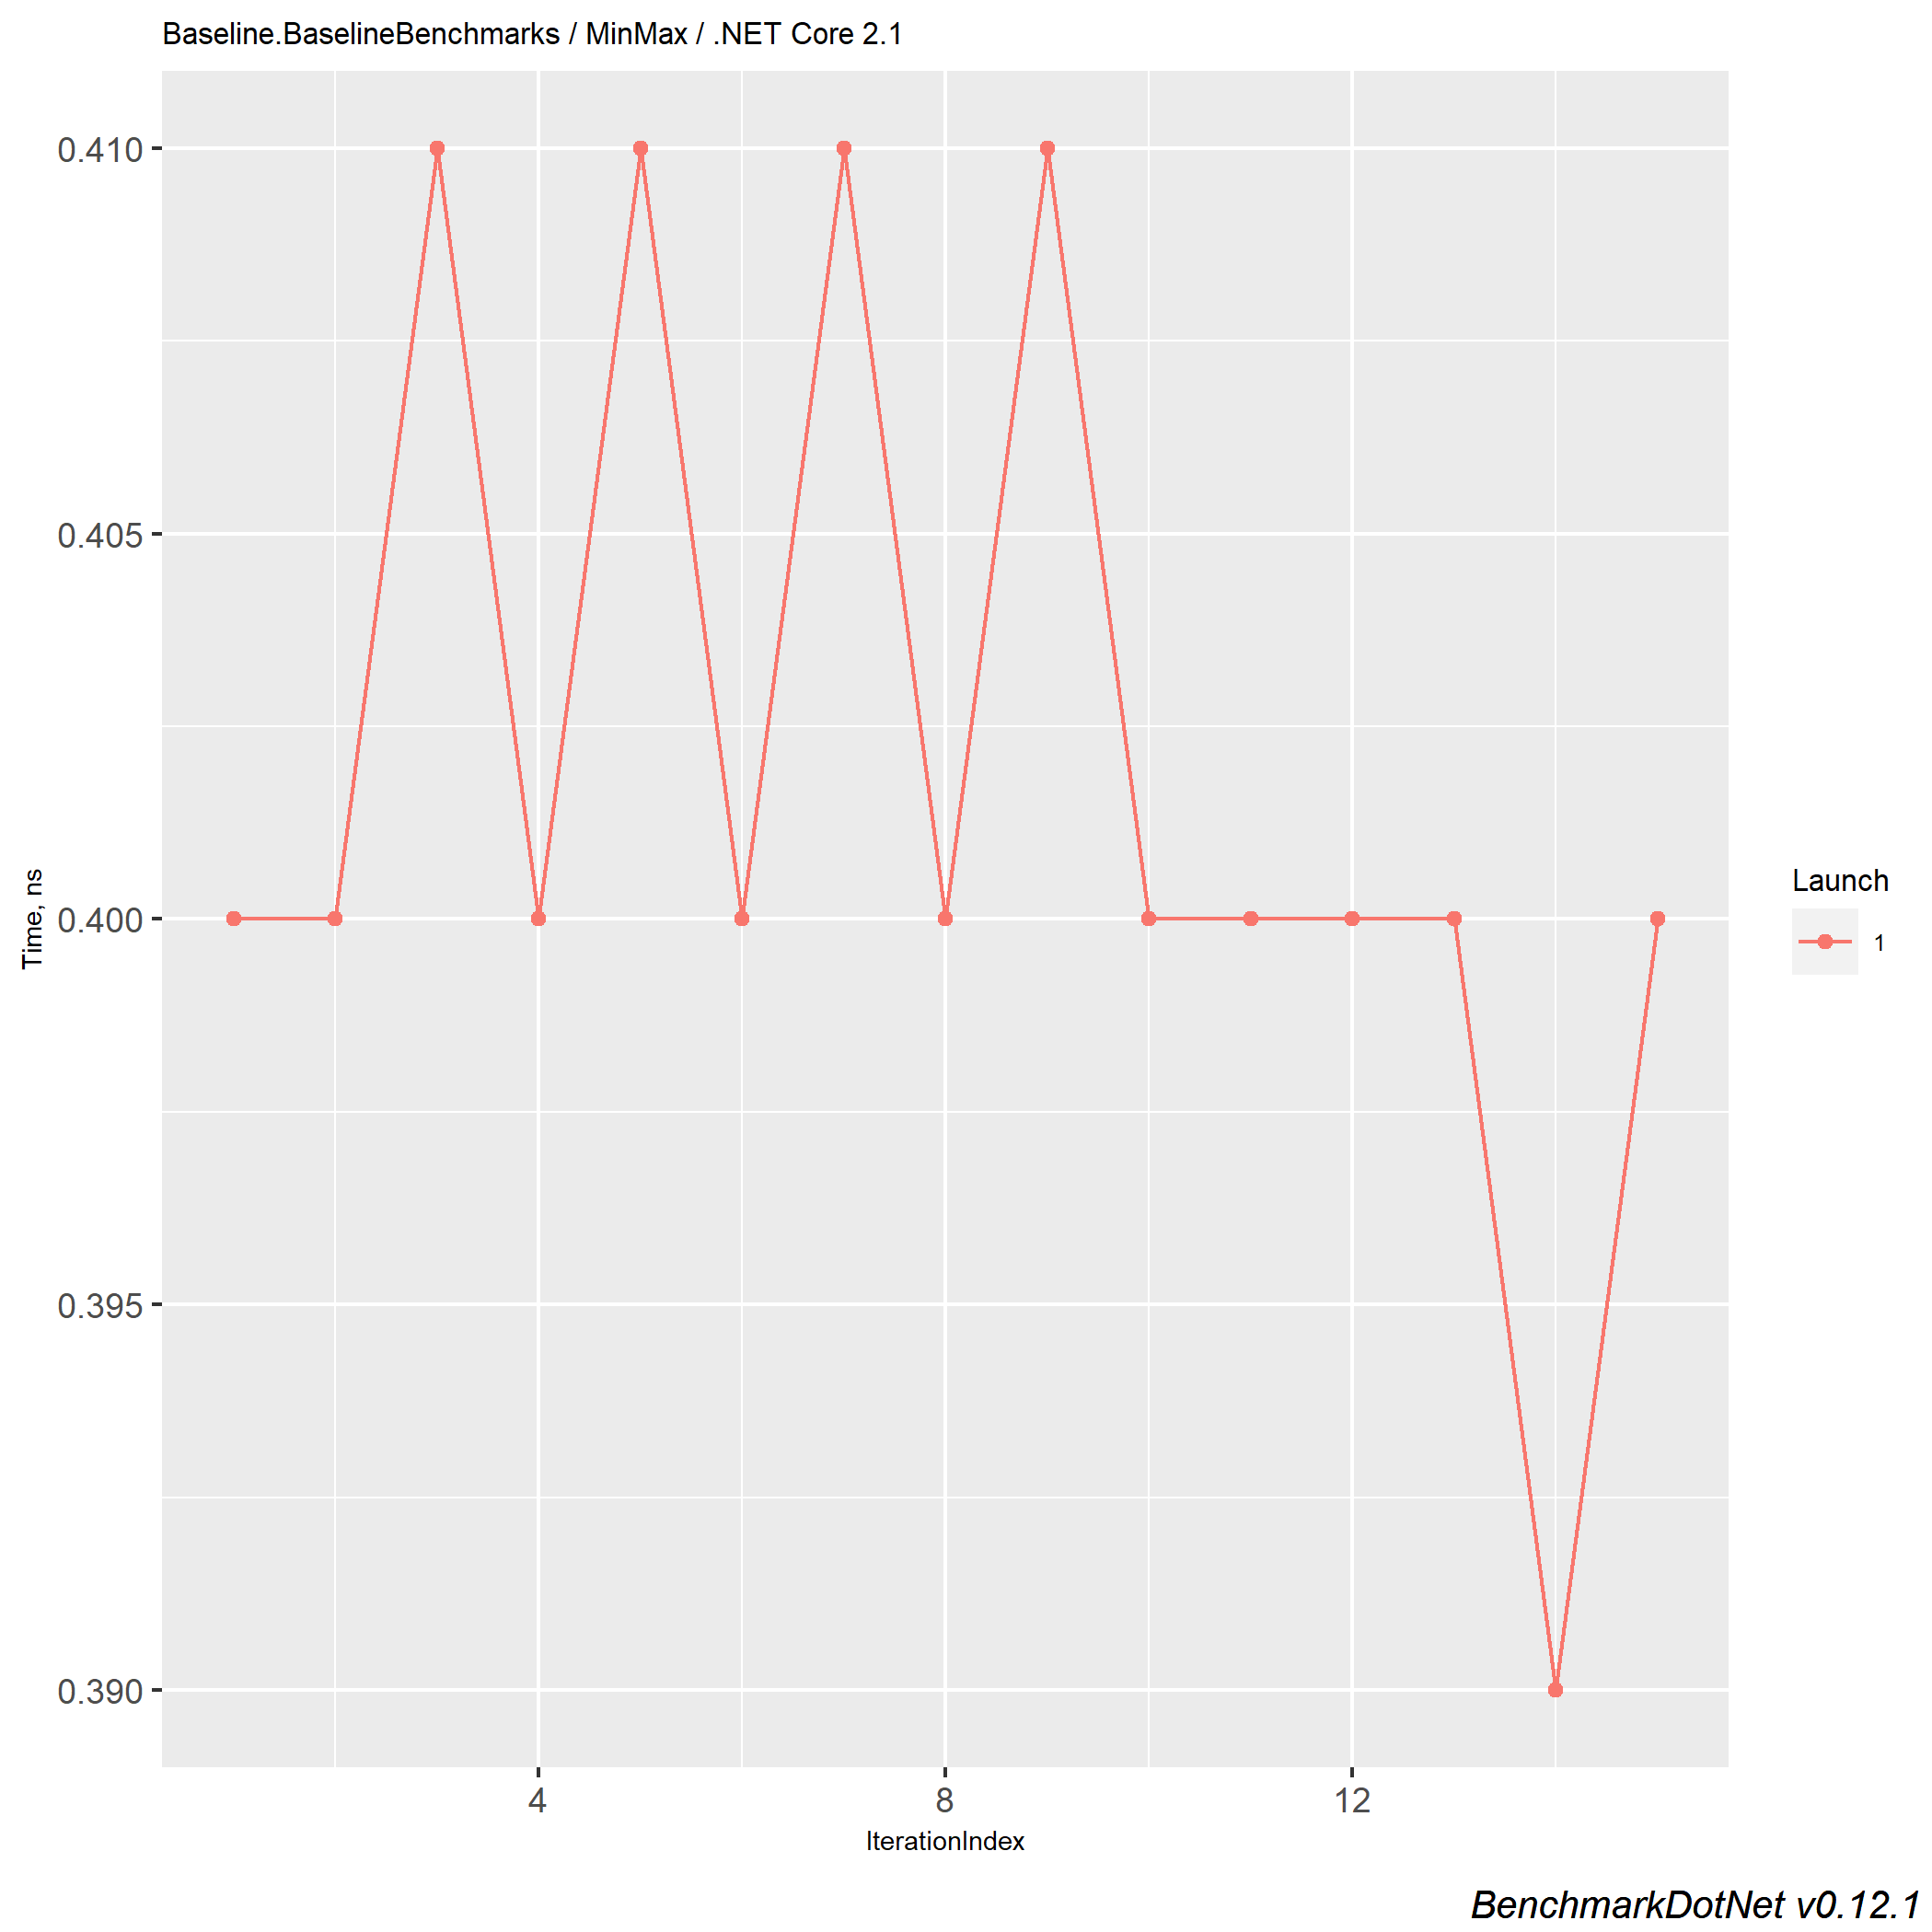 Baseline.BaselineBenchmarks / MinMax / .NET Core 2.1
0.410
0.405
0.400
0.395
0.390
Time, ns
4
8
12
IterationIndex
Launch
1
BenchmarkDotNet v0.12.1